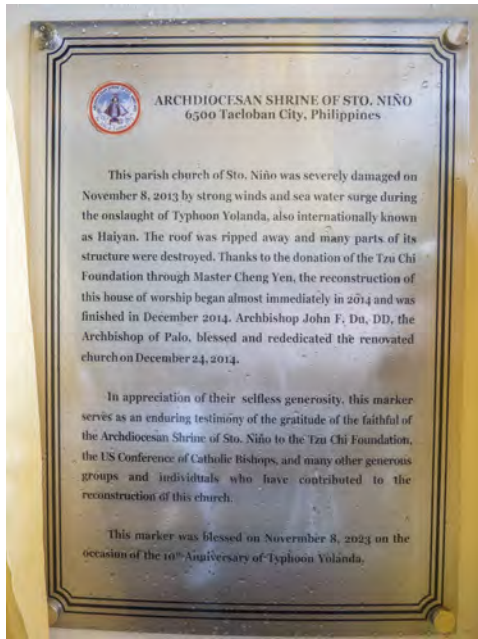 ARCHDIOCESAN SHRINE OF STO. NIÑO
6500 Tacloban City, Philippines
This parish church of Sto. Niño was severely damaged on
November 8, 2013 by strong winds and sea water surge during
the onslaught of Typhoon Yolanda, also internationally known
as Haiyan. The roof was ripped away and many parts of its
structure were destroyed. Thanks to the donation of the Tzu Chi
Foundation through Master Cheng Yen, the reconstruction of
this house of worship began almost immediately in 2014 and was
finished in December 2014. Archbishop John F. Du, DD, the
Archbishop of Palo, blessed and rededicated the renovated
church on December 24, 2014.
In appreciation of their selfless generosity, this marker
serves as an enduring testimony of the gratitude of the faithful of
the Archdiocesan Shrine of Sto. Niño to the Tzu Chi Foundation,
the US Conference of Catholic Bishops, and many other generous
groups and individuals who have contributed to the
reconstruction of this church.
This marker was blessed on Novermber 8, 2023 on the
occasion of the 10th Anniversary of Typhoon Yolanda.